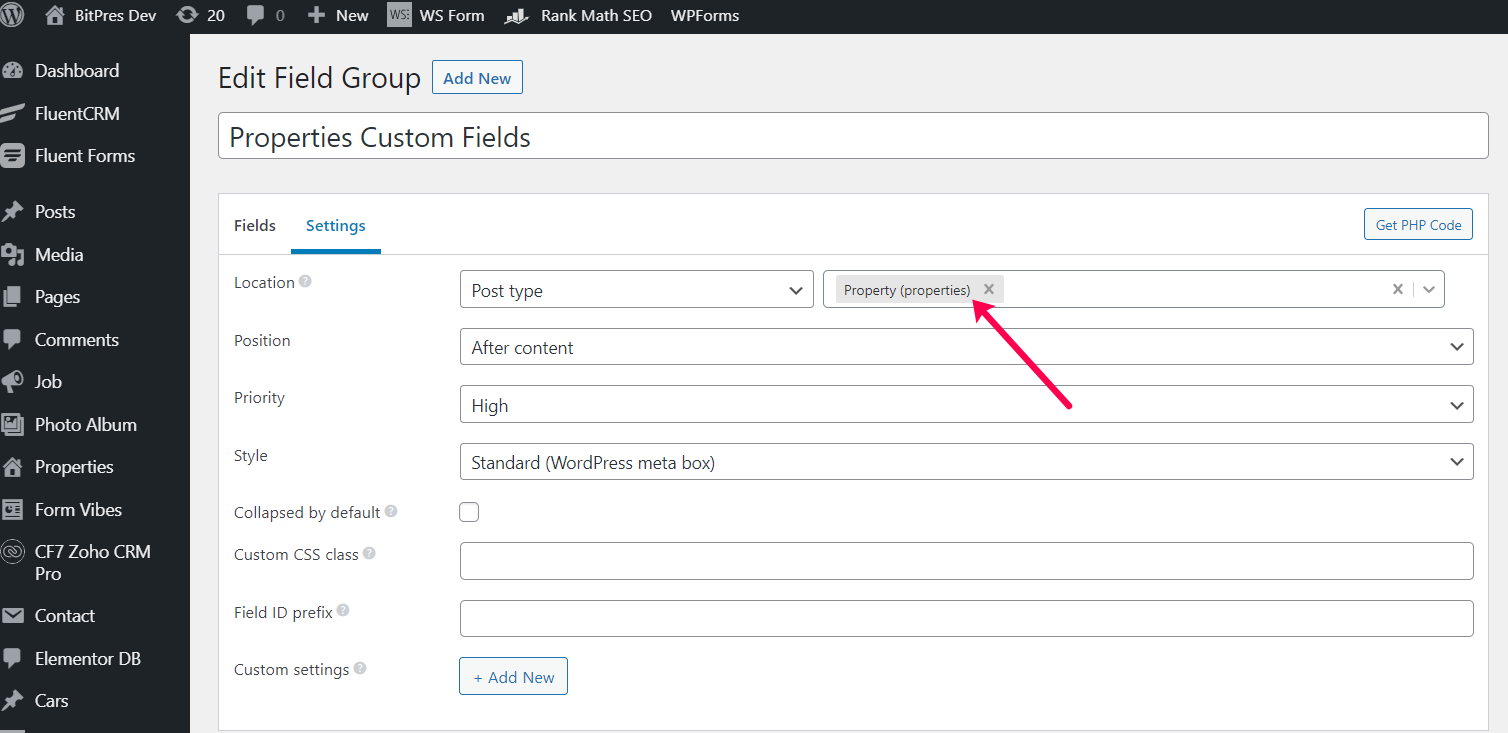 BitPres Dev 20 0 New WS WS Form Rank Math SEO WPForms
Dashboard
FluentCRM
Fluent Forms
Posts
Media
Pages
Comments
Job
Photo Album
Properties
Form Vibes
CF7 Zoho CRM
Pro
Contact
Elementor DB
Cars
Edit Field Group Add New
Properties Custom Fields
Fields Settings Get PHP Code
Location ? Post type Property (properties)
Position After content
Priority High
Style Standard (WordPress meta box)
Collapsed by default ?
Custom CSS class ?
Field ID prefix ?
Custom settings ? + Add New